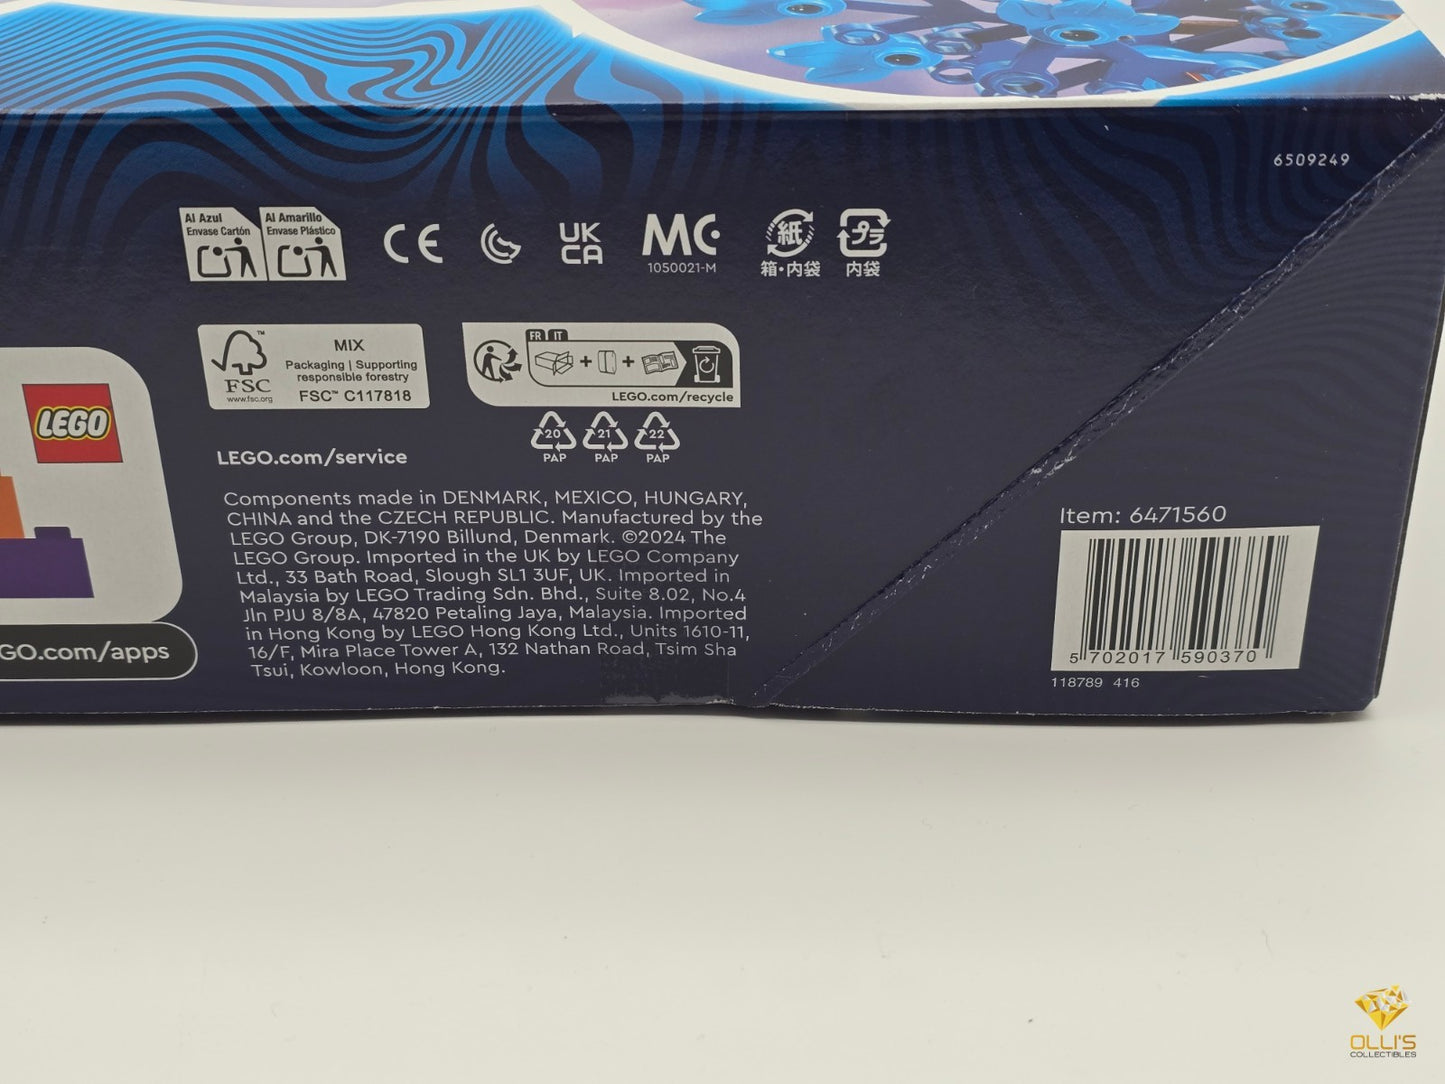 6509249
Al Azul
Envase Cartón
Al Amarillo
Envase Plástico
CE
UK
CA
MC
1050021-M
紙
箱・内袋
プラ
内袋
FSC
www.fsc.org
MIX
Packaging | Supporting
responsible forestry
FSC™ C117818
FR IT
LEGO.com/recycle
20
PAP
21
PAP
22
PAP
LEGO
GO.com/apps
LEGO.com/service
Components made in DENMARK, MEXICO, HUNGARY,
CHINA and the CZECH REPUBLIC. Manufactured by the
LEGO Group, DK-7190 Billund, Denmark. ©2024 The
LEGO Group. Imported in the UK by LEGO Company
Ltd., 33 Bath Road, Slough SL1 3UF, UK. Imported in
Malaysia by LEGO Trading Sdn. Bhd., Suite 8.02, No.4
Jln PJU 8/8A, 47820 Petaling Jaya, Malaysia. Imported
in Hong Kong by LEGO Hong Kong Ltd., Units 1610-11,
16/F, Mira Place Tower A, 132 Nathan Road, Tsim Sha
Tsui, Kowloon, Hong Kong.
Item: 6471560
5 702017 590370
118789 416
OLLI'S
COLLECTIBLES